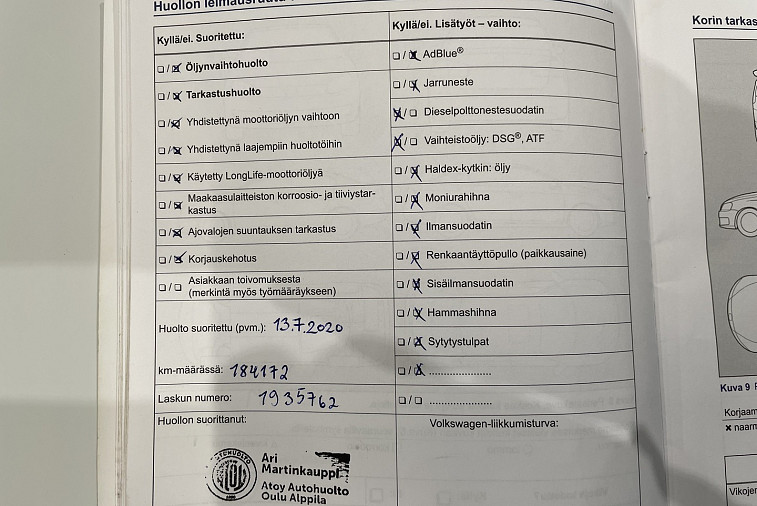 Huollon leimausruutu
Kyllä/ei. Suoritettu:
Öljynvaihtohuolto
Tarkastushuolto
Yhdistettynä moottoriöljyn vaihtoon
Yhdistettynä laajempiin huoltotöihin
Käytetty LongLife-moottoriöljyä
Maakaasulaitteiston korroosio- ja tiiviystar-
kastus
Ajovalojen suuntauksen tarkastus
Korjauskehotus
Asiakkaan toivomuksesta
(merkintä myös työmääräykseen)
Huolto suoritettu (pvm.): 13.7.2020
km-määrässä: 184172
Laskun numero: 1935762
Huollon suorittanut:
Ari
Martinkauppi
Atoy Autohuolto
Oulu Alppila
Kyllä/ei. Lisätyöt – vaihto:
AdBlue®
Jarruneste
Dieselpolttonestesuodatin
Vaihteistoöljy: DSG®, ATF
Haldex-kytkin: öljy
Moniurahihna
Ilmansuodatin
Renkaantäyttöpullo (paikkausaine)
Sisäilmansuodatin
Hammashihna
Sytytystulpat
Volkswagen-liikkumisturva:
Korin tarkas
Kuva 9
Korjaam
× naarm
Vikojen